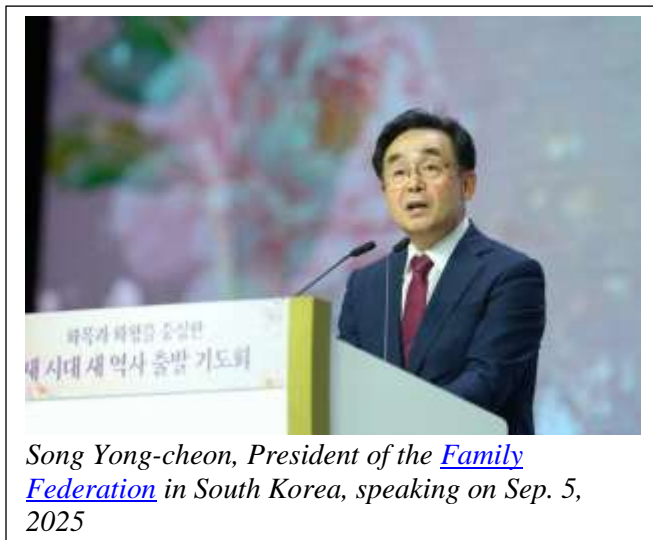 화목과 화합을 중심한
새 시대 새 역사 출발 기도회
Song Yong-cheon, President of the Family
Federation in South Korea, speaking on Sep. 5,
2025